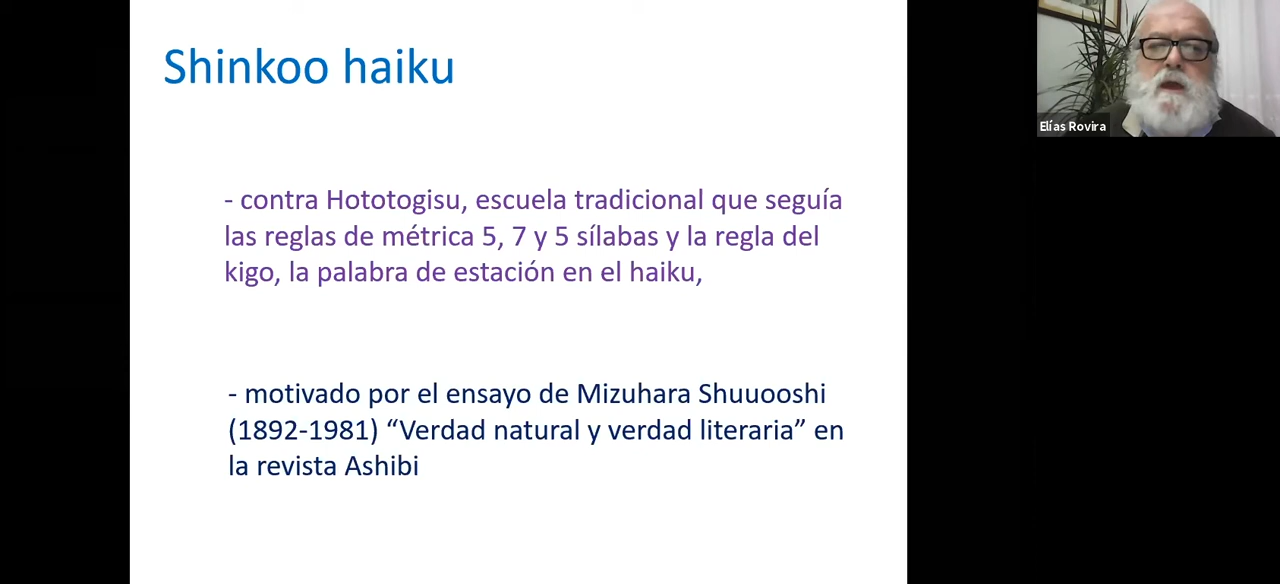 Shinkoo haiku
- contra Hototogisu, escuela tradicional que seguía
las reglas de métrica 5, 7 y 5 sílabas y la regla del
kigo, la palabra de estación en el haiku,
- motivado por el ensayo de Mizuhara Shuuooshi
(1892-1981) “Verdad natural y verdad literaria” en
la revista Ashibi
Elías Rovira